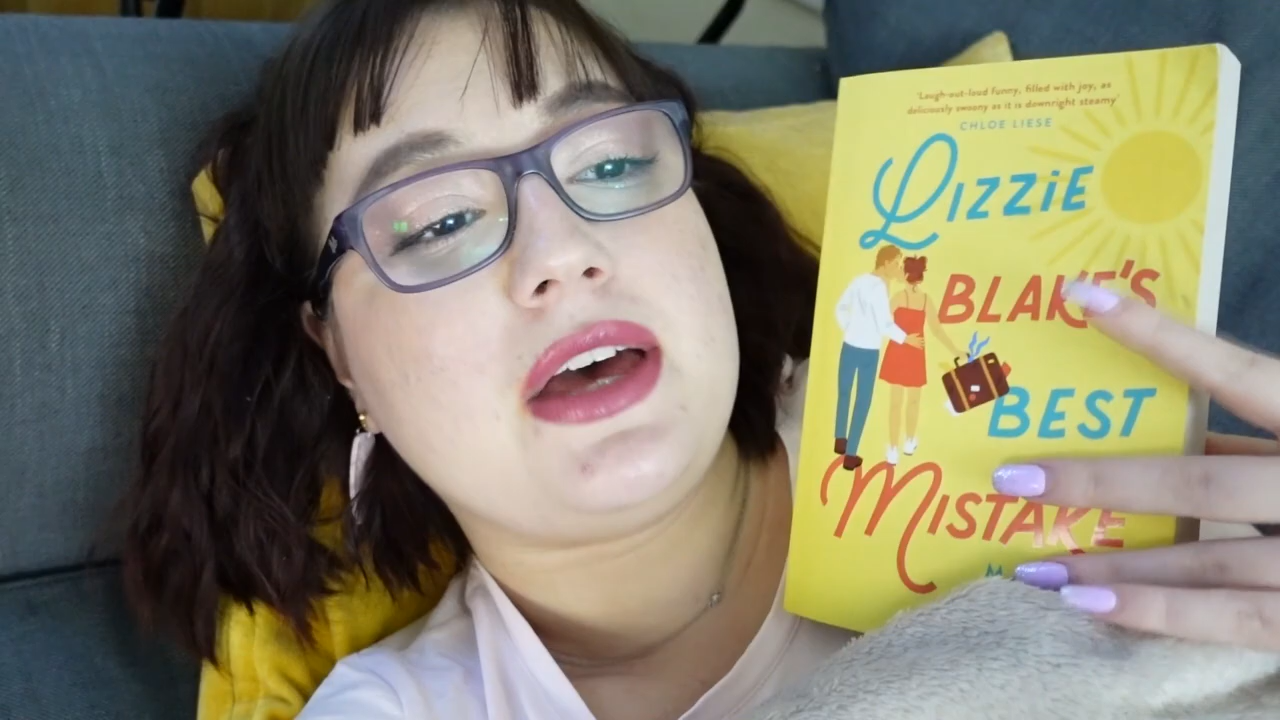 'Laugh-out-loud funny, filled with joy, as
deliciously swoony as it is downright steamy'
CHLOE LIESE
LIZZIE
BLAKE'S
BEST
MISTAKE